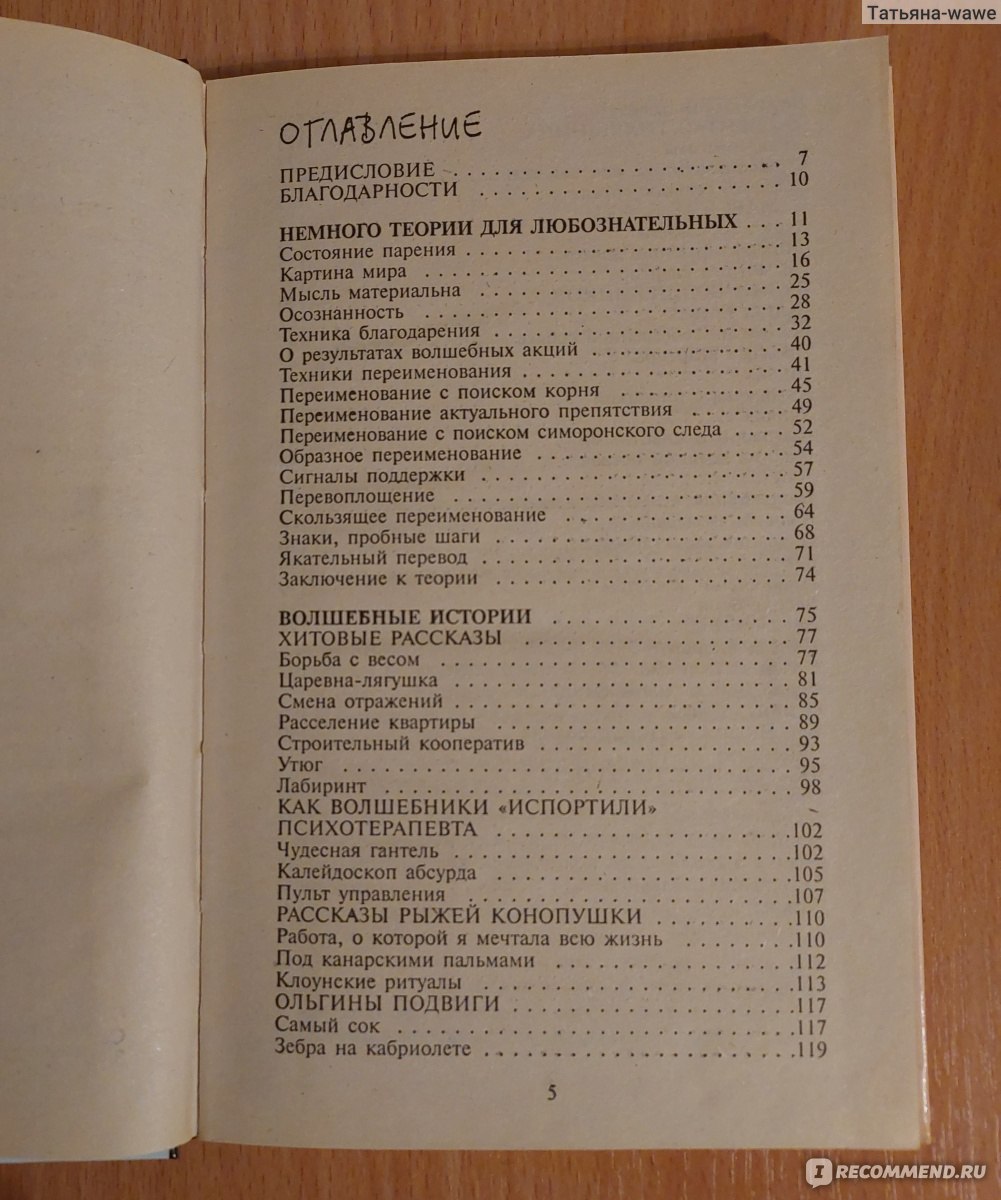 Татьяна-wawe
ОГЛАВЛЕНИЕ
ПРЕДИСЛОВИЕ . . . . . . . . . . . . . . . . . . . . . . 7
БЛАГОДАРНОСТИ . . . . . . . . . . . . . . . . . . . . 10
НЕМНОГО ТЕОРИИ ДЛЯ ЛЮБОЗНАТЕЛЬНЫХ . . . 11
Состояние парения . . . . . . . . . . . . . . . . . . . . 13
Картина мира . . . . . . . . . . . . . . . . . . . . . . . 16
Мысль материальна . . . . . . . . . . . . . . . . . . . 25
Осознанность . . . . . . . . . . . . . . . . . . . . . . . 28
Техника благодарения . . . . . . . . . . . . . . . . . . 32
О результатах волшебных акций . . . . . . . . . . . . 40
Техники переименования . . . . . . . . . . . . . . . . 41
Переименование с поиском корня . . . . . . . . . . . 45
Переименование актуального препятствия . . . . . . . 49
Переименование с поиском симоронского следа . . . . 52
Образное переименование . . . . . . . . . . . . . . . 54
Сигналы поддержки . . . . . . . . . . . . . . . . . . . 57
Перевоплощение . . . . . . . . . . . . . . . . . . . . 59
Скользящее переименование . . . . . . . . . . . . . . 64
Знаки, пробные шаги . . . . . . . . . . . . . . . . . . 68
Якательный перевод . . . . . . . . . . . . . . . . . . . 71
Заключение к теории . . . . . . . . . . . . . . . . . . 74
ВОЛШЕБНЫЕ ИСТОРИИ . . . . . . . . . . . . . . . 75
ХИТОВЫЕ РАССКАЗЫ . . . . . . . . . . . . . . . . . 77
Борьба с весом . . . . . . . . . . . . . . . . . . . . . . 77
Царевна-лягушка . . . . . . . . . . . . . . . . . . . . . 81
Смена отражений . . . . . . . . . . . . . . . . . . . . 85
Расселение квартиры . . . . . . . . . . . . . . . . . . 89
Строительный кооператив . . . . . . . . . . . . . . . 93
Утюг . . . . . . . . . . . . . . . . . . . . . . . . . . . . 95
Лабиринт . . . . . . . . . . . . . . . . . . . . . . . . . 98
КАК ВОЛШЕБНИКИ «ИСПОРТИЛИ»
ПСИХОТЕРАПЕВТА . . . . . . . . . . . . . . . . . . .102
Чудесная гантель . . . . . . . . . . . . . . . . . . . . .102
Калейдоскоп абсурда . . . . . . . . . . . . . . . . . .105
Пульт управления . . . . . . . . . . . . . . . . . . . .107
РАССКАЗЫ РЫЖЕЙ КОНОПУШКИ . . . . . . . . .110
Работа, о которой я мечтала всю жизнь . . . . . . . .110
Под канарскими пальмами . . . . . . . . . . . . . . .112
Клоунские ритуалы . . . . . . . . . . . . . . . . . . .113
ОЛЬГИНЫ ПОДВИГИ . . . . . . . . . . . . . . . . . .117
Самый сок . . . . . . . . . . . . . . . . . . . . . . . .117
Зебра на кабриолете . . . . . . . . . . . . . . . . . . .119
5
IRECOMMEND.RU